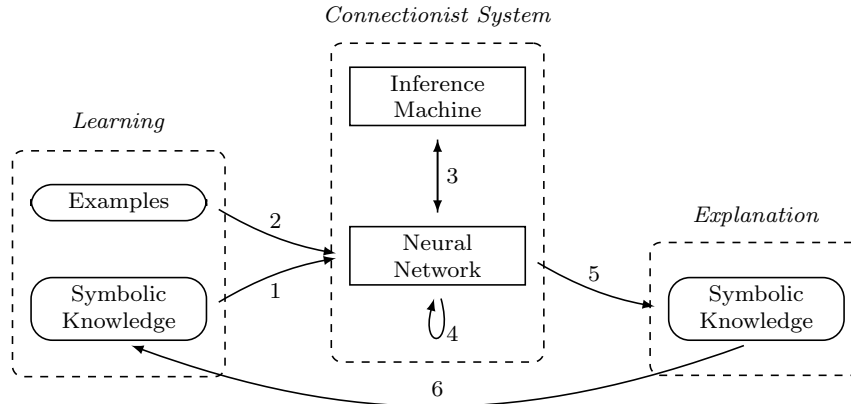 Connectionist System
Inference
Machine
Learning
3
Examples
2
Explanation
Neural
Network
5
Symbolic
Knowledge
1
Symbolic
Knowledge
4
6